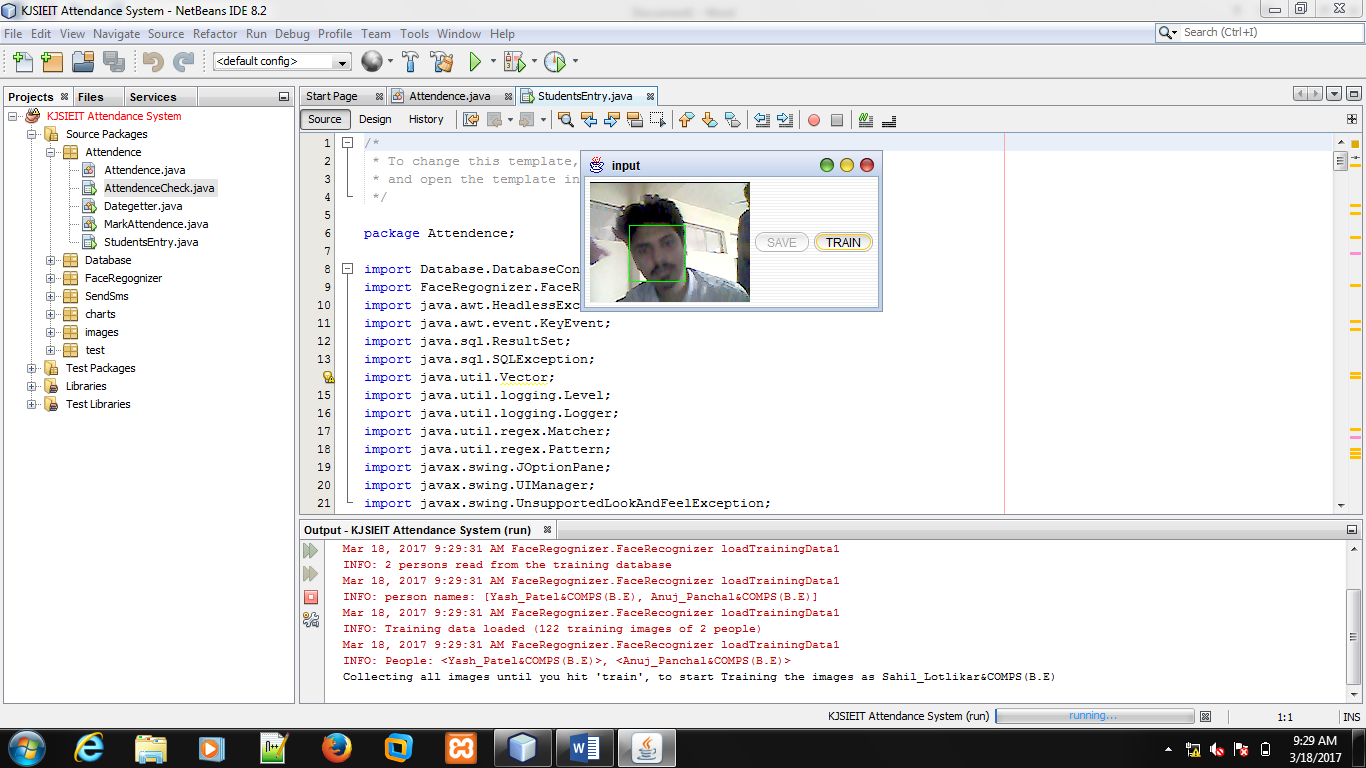 KJSIEIT Attendance System - NetBeans IDE 8.2
File Edit View Navigate Source Refactor Run Debug Profile Team Tools Window Help
Search (Ctrl+I)
<default config>
Projects Files Services
KJSIEIT Attendance System
Source Packages
Attendence
Attendence.java
AttendenceCheck.java
Dategetter.java
MarkAttendence.java
StudentsEntry.java
Database
FaceRegognizer
SendSms
charts
images
test
Test Packages
Libraries
Test Libraries
Start Page Attendence.java StudentsEntry.java
Source Design History
1 /*
2 * To change this template,
3 * and open the template in
4 */
5
6 package Attendence;
7
8 import Database.DatabaseCon
9 import FaceRegognizer.FaceR
10 import java.awt.HeadlessExc
11 import java.awt.event.KeyEvent;
12 import java.sql.ResultSet;
13 import java.sql.SQLException;
import java.util.Vector;
15 import java.util.logging.Level;
16 import java.util.logging.Logger;
17 import java.util.regex.Matcher;
18 import java.util.regex.Pattern;
19 import javax.swing.JOptionPane;
20 import javax.swing.UIManager;
21 import javax.swing.UnsupportedLookAndFeelException;
input
SAVE TRAIN
Output - KJSIEIT Attendance System (run)
Mar 18, 2017 9:29:31 AM FaceRegognizer.FaceRecognizer loadTrainingData1
INFO: 2 persons read from the training database
Mar 18, 2017 9:29:31 AM FaceRegognizer.FaceRecognizer loadTrainingData1
INFO: person names: [Yash_Patel&COMPS(B.E), Anuj_Panchal&COMPS(B.E)]
Mar 18, 2017 9:29:31 AM FaceRegognizer.FaceRecognizer loadTrainingData1
INFO: Training data loaded (122 training images of 2 people)
Mar 18, 2017 9:29:31 AM FaceRegognizer.FaceRecognizer loadTrainingData1
INFO: People: <Yash_Patel&COMPS(B.E)>, <Anuj_Panchal&COMPS(B.E)>
Collecting all images until you hit 'train', to start Training the images as Sahil_Lotlikar&COMPS(B.E)
KJSIEIT Attendance System (run) running... 1:1 INS
9:29 AM
3/18/2017